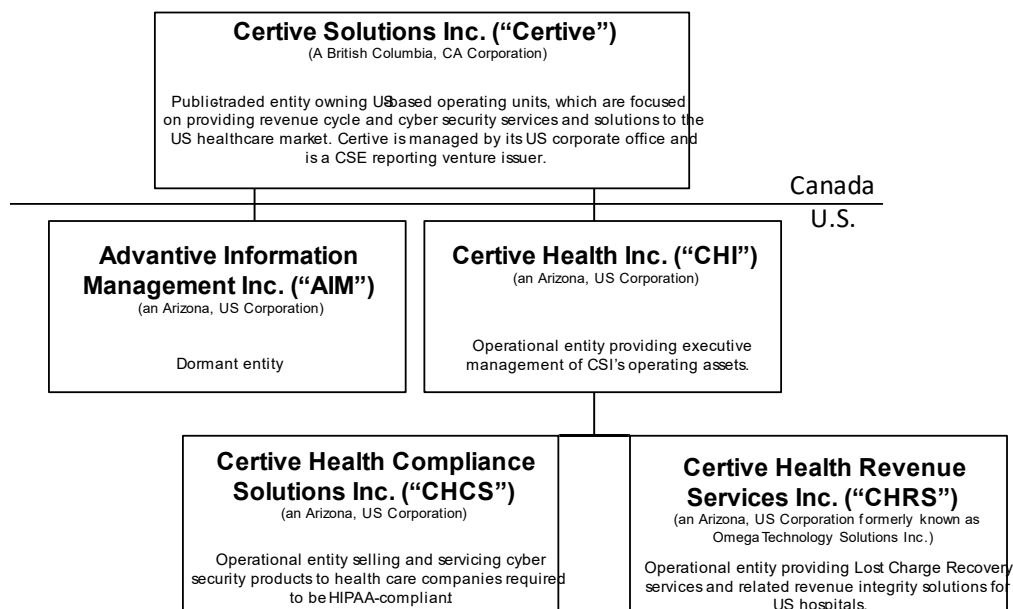 Certive Solutions Inc. (“Certive”)
(A British Columbia, CA Corporation)
Public-traded entity owning US-based operating units, which are focused
on providing revenue cycle and cyber security services and solutions to the
US healthcare market. Certive is managed by its US corporate office and
is a CSE reporting venture issuer.
Canada
U.S.
Advantive Information
Management Inc. (“AIM”)
(an Arizona, US Corporation)
Dormant entity
Certive Health Inc. (“CHI”)
(an Arizona, US Corporation)
Operational entity providing executive
management of CSI’s operating assets.
Certive Health Compliance
Solutions Inc. (“CHCS”)
(an Arizona, US Corporation)
Operational entity selling and servicing cyber
security products to health care companies required
to be HIPAA-compliant.
Certive Health Revenue
Services Inc. (“CHRS”)
(an Arizona, US Corporation formerly known as
Omega Technology Solutions Inc.)
Operational entity providing Lost Charge Recovery
services and related revenue integrity solutions for
US hospitals.